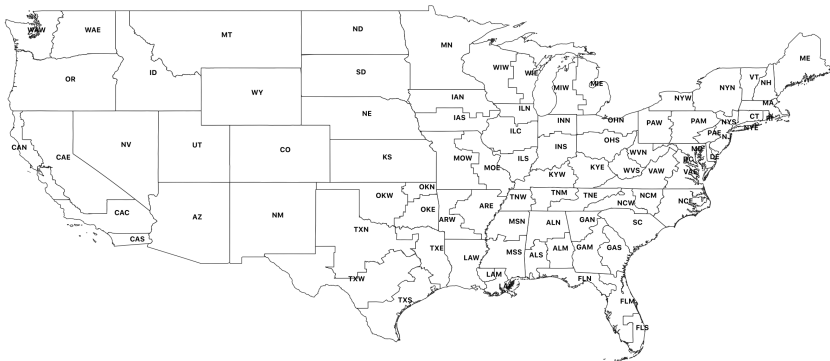 WAW
WAE
MT
ND
MN
ME
OR
ID
SD
WIW
WIE
MIW
MIE
VT
NH
NYN
WY
IAN
ILN
NYW
MA
NE
IAS
INN
OHN
PAW
PAM
NYS
CT
RI
NYE
CAN
CAE
NV
UT
CO
ILC
INS
OHS
PAE
NJ
KS
MOW
MOE
ILS
KYW
KYE
WVN
WVS
VAW
VAE
DE
CAC
CAS
AZ
NM
OKW
OKN
OKE
ARW
ARE
TNW
TNM
TNE
NCW
NCM
NCE
TXN
MSN
ALN
GAN
SC
TXE
LAW
MSS
ALS
ALM
GAM
GAS
TXW
TXS
LAM
FLN
FLM
FLS